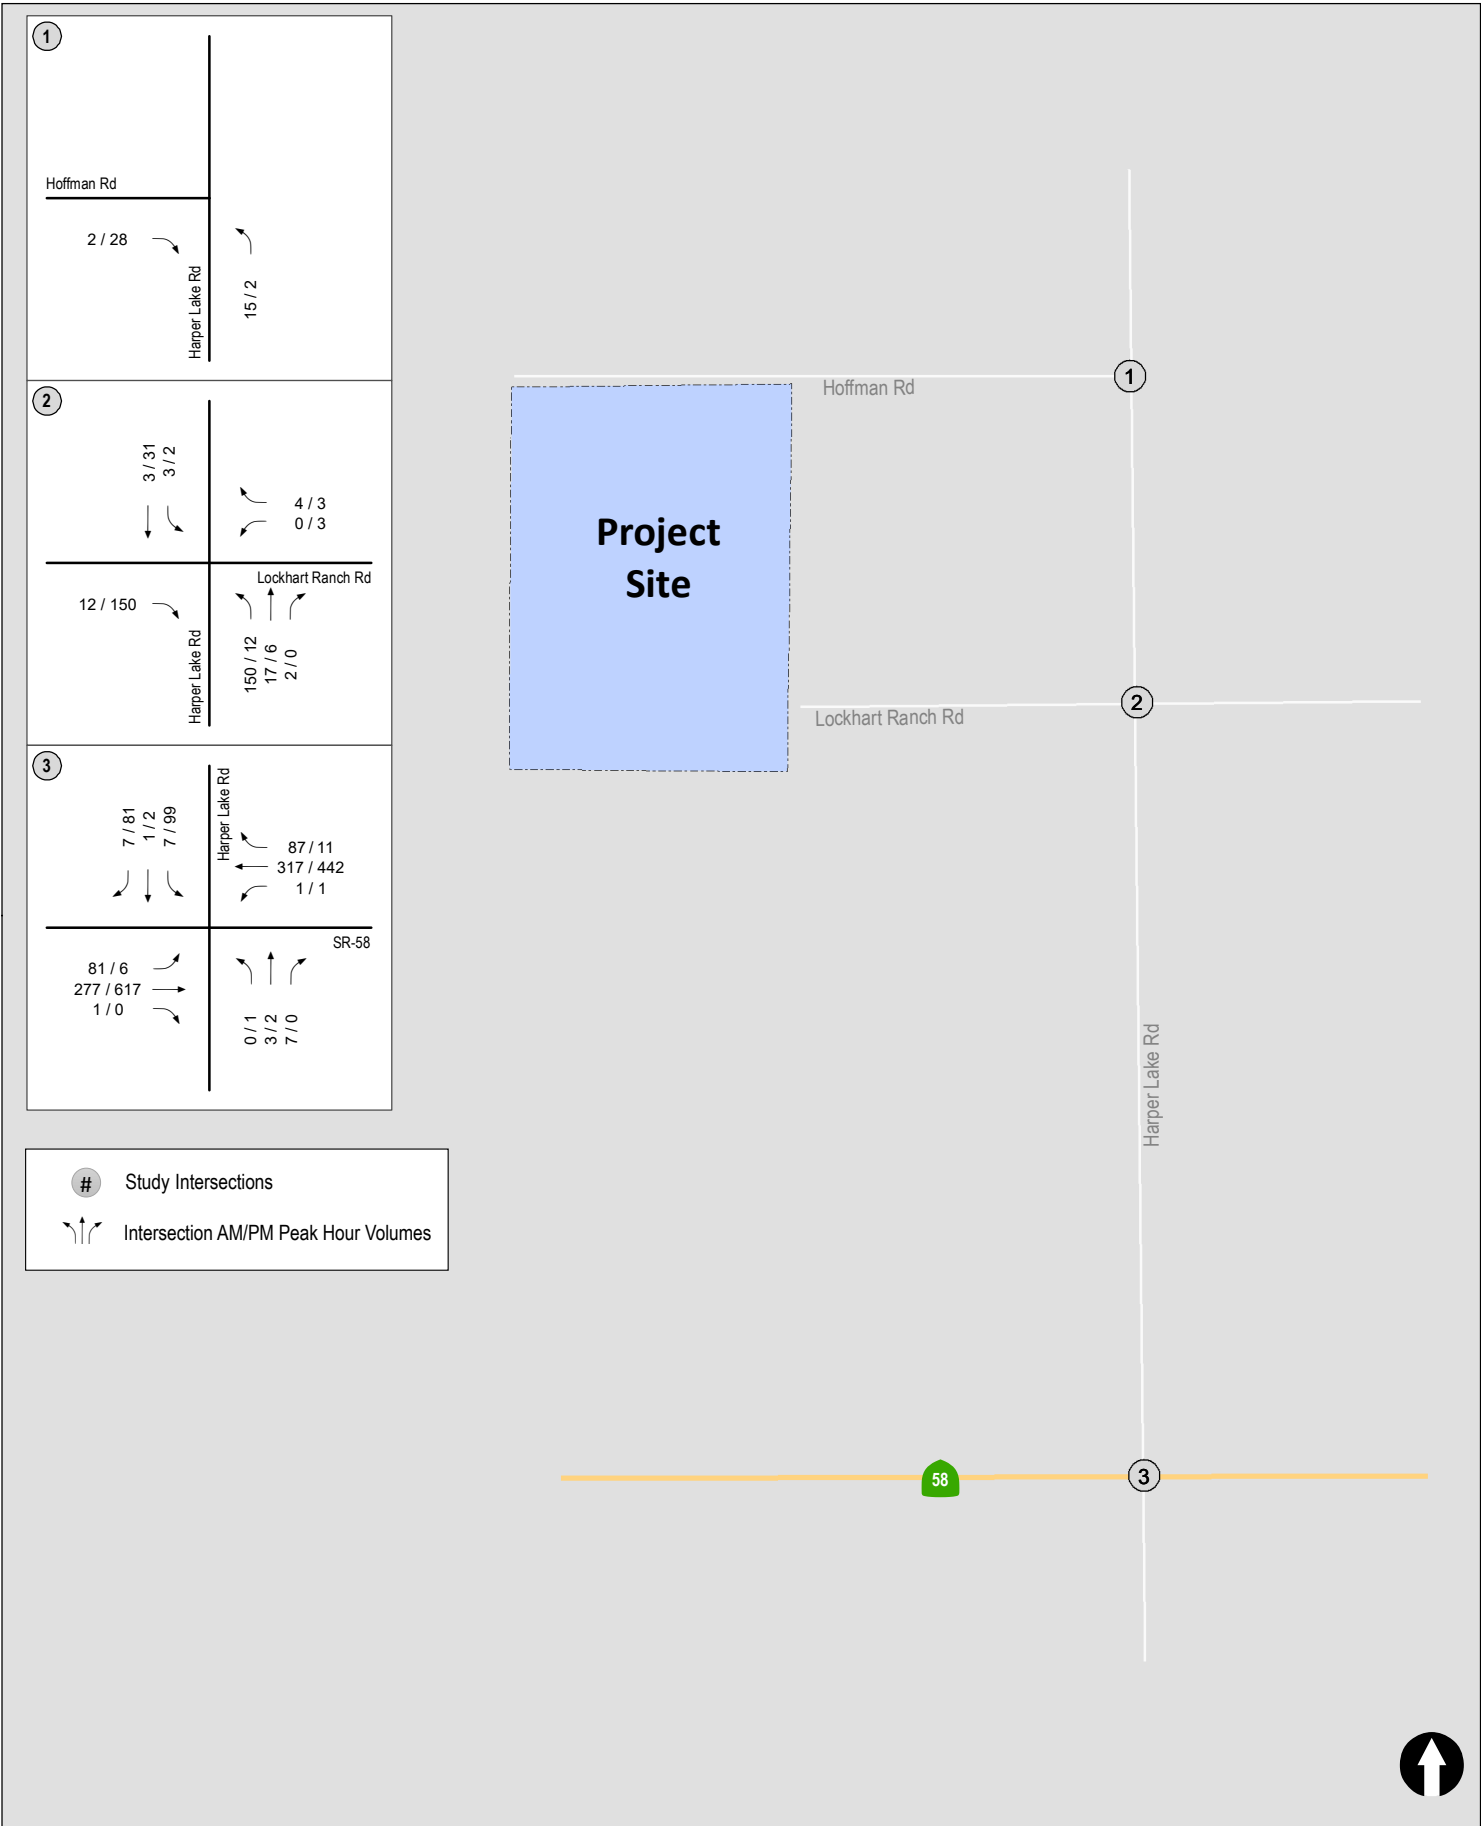 1
Hoffman Rd
2 / 28
Harper Lake Rd
15 / 2
2
3 / 31
3 / 2
4 / 3
0 / 3
Lockhart Ranch Rd
12 / 150
Harper Lake Rd
150 / 12
17 / 6
2 / 0
3
7 / 81
1 / 2
7 / 99
Harper Lake Rd
87 / 11
317 / 442
1 / 1
SR-58
81 / 6
277 / 617
1 / 0
0 / 1
3 / 2
7 / 0
# Study Intersections
Intersection AM/PM Peak Hour Volumes
1
Hoffman Rd
Project
Site
2
Lockhart Ranch Rd
Harper Lake Rd
58
3